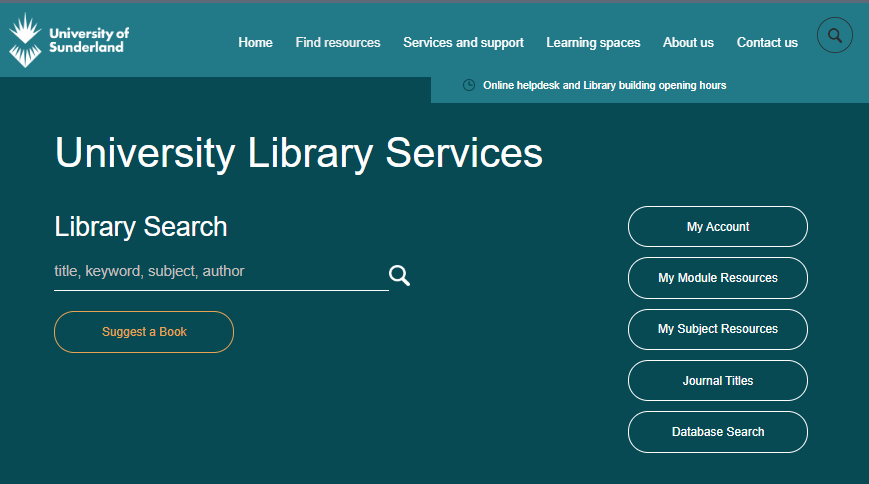 University of
Sunderland
Home Find resources Services and support Learning spaces About us Contact us
Online helpdesk and Library building opening hours
University Library Services
Library Search
title, keyword, subject, author
Suggest a Book
My Account
My Module Resources
My Subject Resources
Journal Titles
Database Search